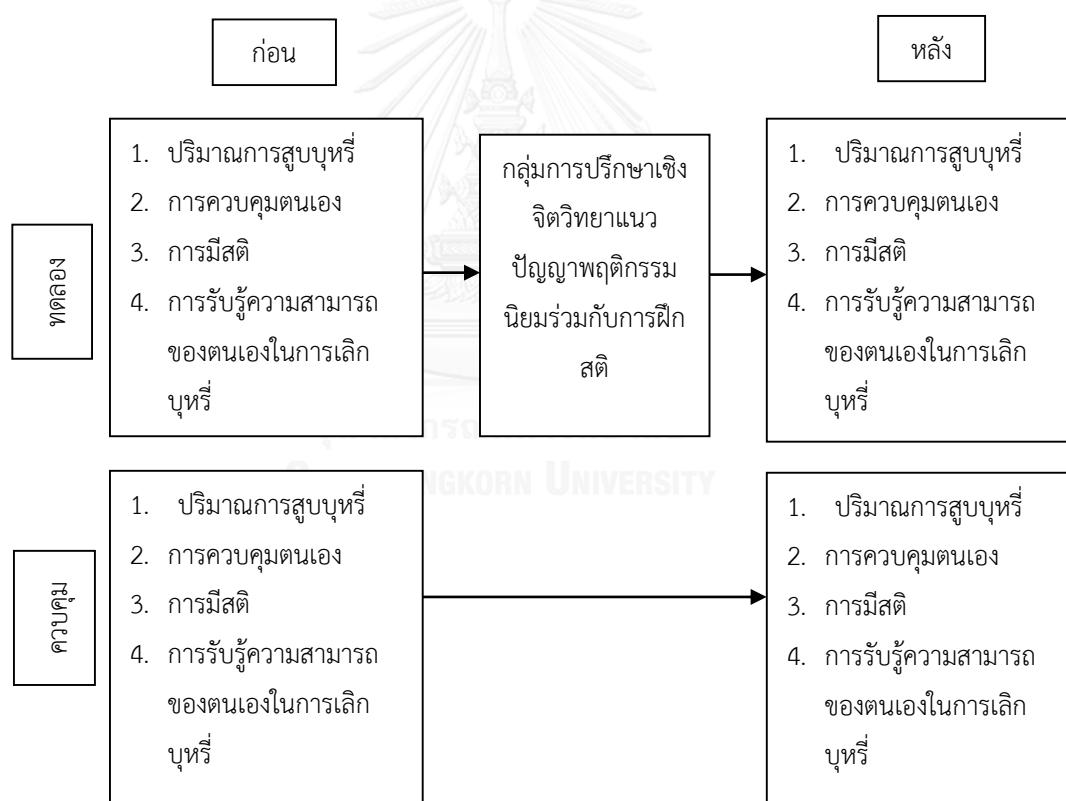 ก่อน
หลัง
ทดลอง
1. ปริมาณการสูบบุหรี่
2. การควบคุมตนเอง
3. การมีสติ
4. การรับรู้ความสามารถ
ของตนเองในการเลิก
บุหรี่
กลุ่มการปรึกษาเชิง
จิตวิทยาแนว
ปัญญาพฤติกรรม
นิยมร่วมกับการฝึก
สติ
1. ปริมาณการสูบบุหรี่
2. การควบคุมตนเอง
3. การมีสติ
4. การรับรู้ความสามารถ
ของตนเองในการเลิก
บุหรี่
NGKORN UNIVERSITY
ควบคุม
1. ปริมาณการสูบบุหรี่
2. การควบคุมตนเอง
3. การมีสติ
4. การรับรู้ความสามารถ
ของตนเองในการเลิก
บุหรี่
1. ปริมาณการสูบบุหรี่
2. การควบคุมตนเอง
3. การมีสติ
4. การรับรู้ความสามารถ
ของตนเองในการเลิก
บุหรี่